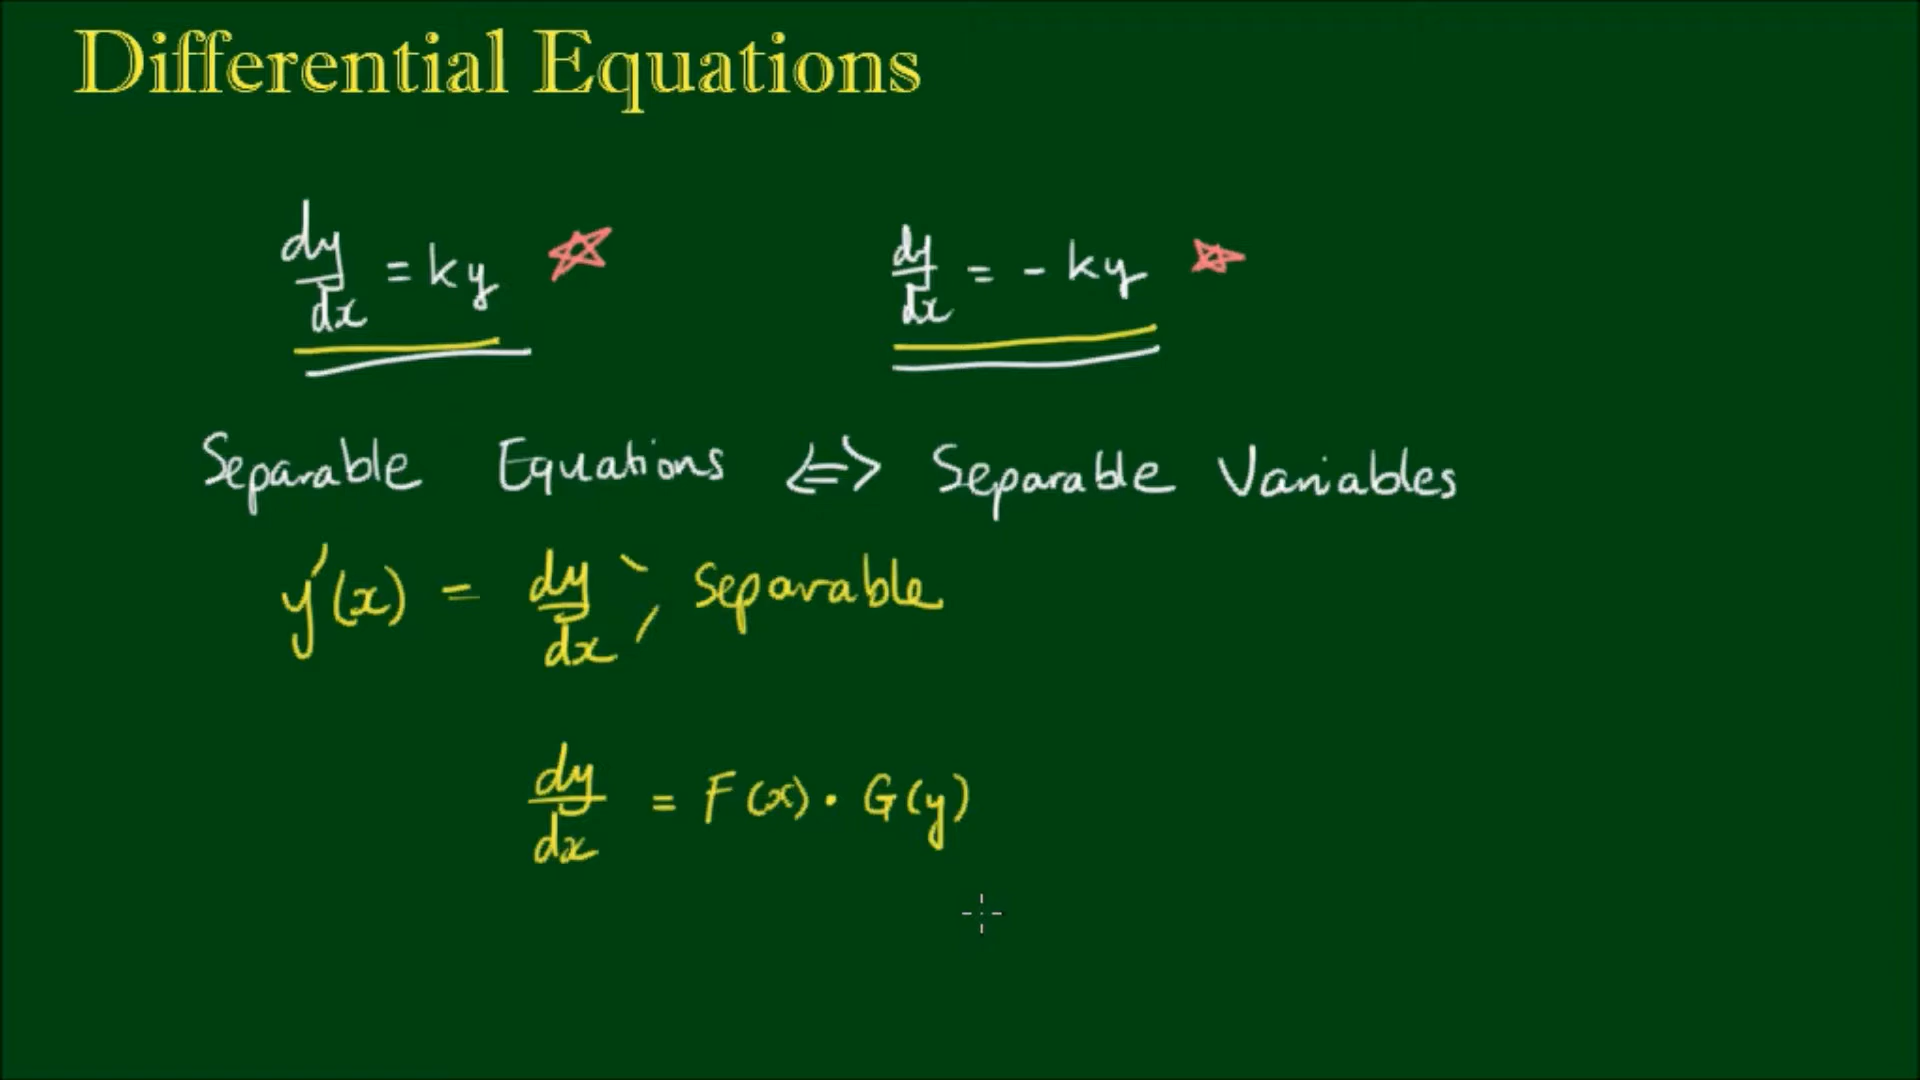 Differential Equations
dy/dx = ky
dy/dx = - ky
Separable Equations <=> Separable Variables
y'(x) = dy/dx ; Separable
dy/dx = F(x) · G(y)